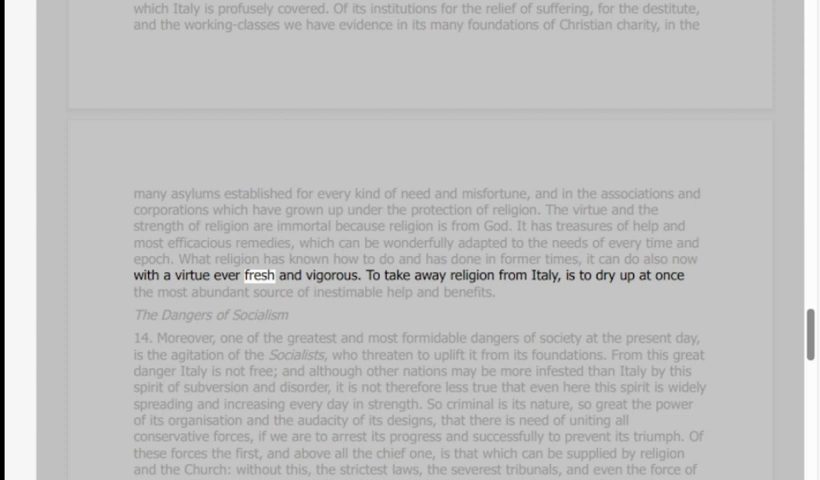 which Italy is profusely covered. Of its institutions for the relief of suffering, for the destitute,
and the working-classes we have evidence in its many foundations of Christian charity, in the
many asylums established for every kind of need and misfortune, and in the associations and
corporations which have grown up under the protection of religion. The virtue and the
strength of religion are immortal because religion is from God. It has treasures of help and
most efficacious remedies, which can be wonderfully adapted to the needs of every time and
epoch. What religion has known how to do and has done in former times, it can do also now
with a virtue ever fresh and vigorous. To take away religion from Italy, is to dry up at once
the most abundant source of inestimable help and benefits.
The Dangers of Socialism
14. Moreover, one of the greatest and most formidable dangers of society at the present day,
is the agitation of the Socialists, who threaten to uplift it from its foundations. From this great
danger Italy is not free; and although other nations may be more infested than Italy by this
spirit of subversion and disorder, it is not therefore less true that even here this spirit is widely
spreading and increasing every day in strength. So criminal is its nature, so great the power
of its organisation and the audacity of its designs, that there is need of uniting all
conservative forces, if we are to arrest its progress and successfully to prevent its triumph. Of
these forces the first, and above all the chief one, is that which can be supplied by religion
and the Church: without this, the strictest laws, the severest tribunals, and even the force of